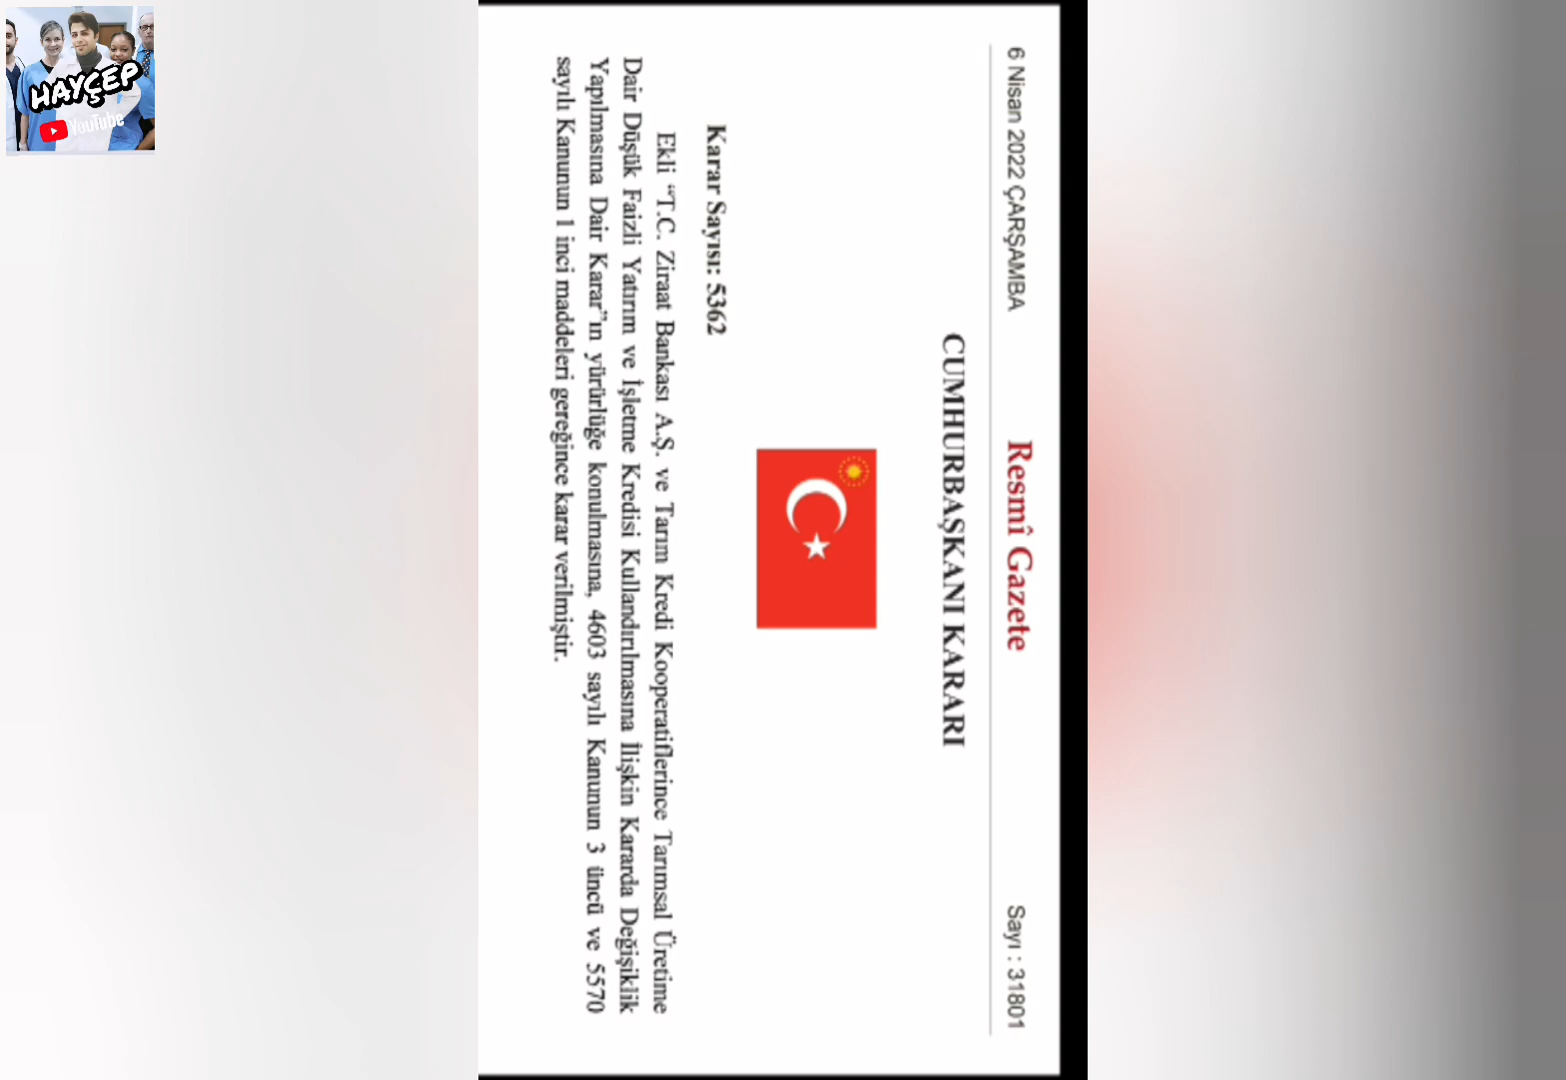 HAYÇEP
YouTube
6 Nisan 2022 ÇARŞAMBA
Resmî Gazete
Sayı : 31801
CUMHURBAŞKANI KARARI
Karar Sayısı: 5362
Ekli “T.C. Ziraat Bankası A.Ş. ve Tarım Kredi Kooperatiflerince Tarımsal Üretime
Dair Düşük Faizli Yatırım ve İşletme Kredisi Kullandırılmasına İlişkin Kararda Değişiklik
Yapılmasına Dair Karar”ın yürürlüğe konulmasına, 4603 sayılı Kanunun 3 üncü ve 5570
sayılı Kanunun 1 inci maddeleri gereğince karar verilmiştir.